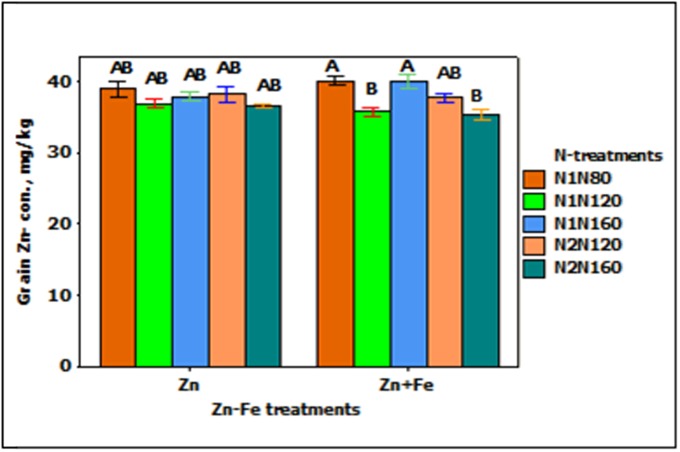 AB AB AB AB AB A B A AB B
40
30
20
10
0
Grain Zn- con., mg/kg
Zn Zn+Fe
Zn-Fe treatments
N-treatments
N1N80
N1N120
N1N160
N2N120
N2N160